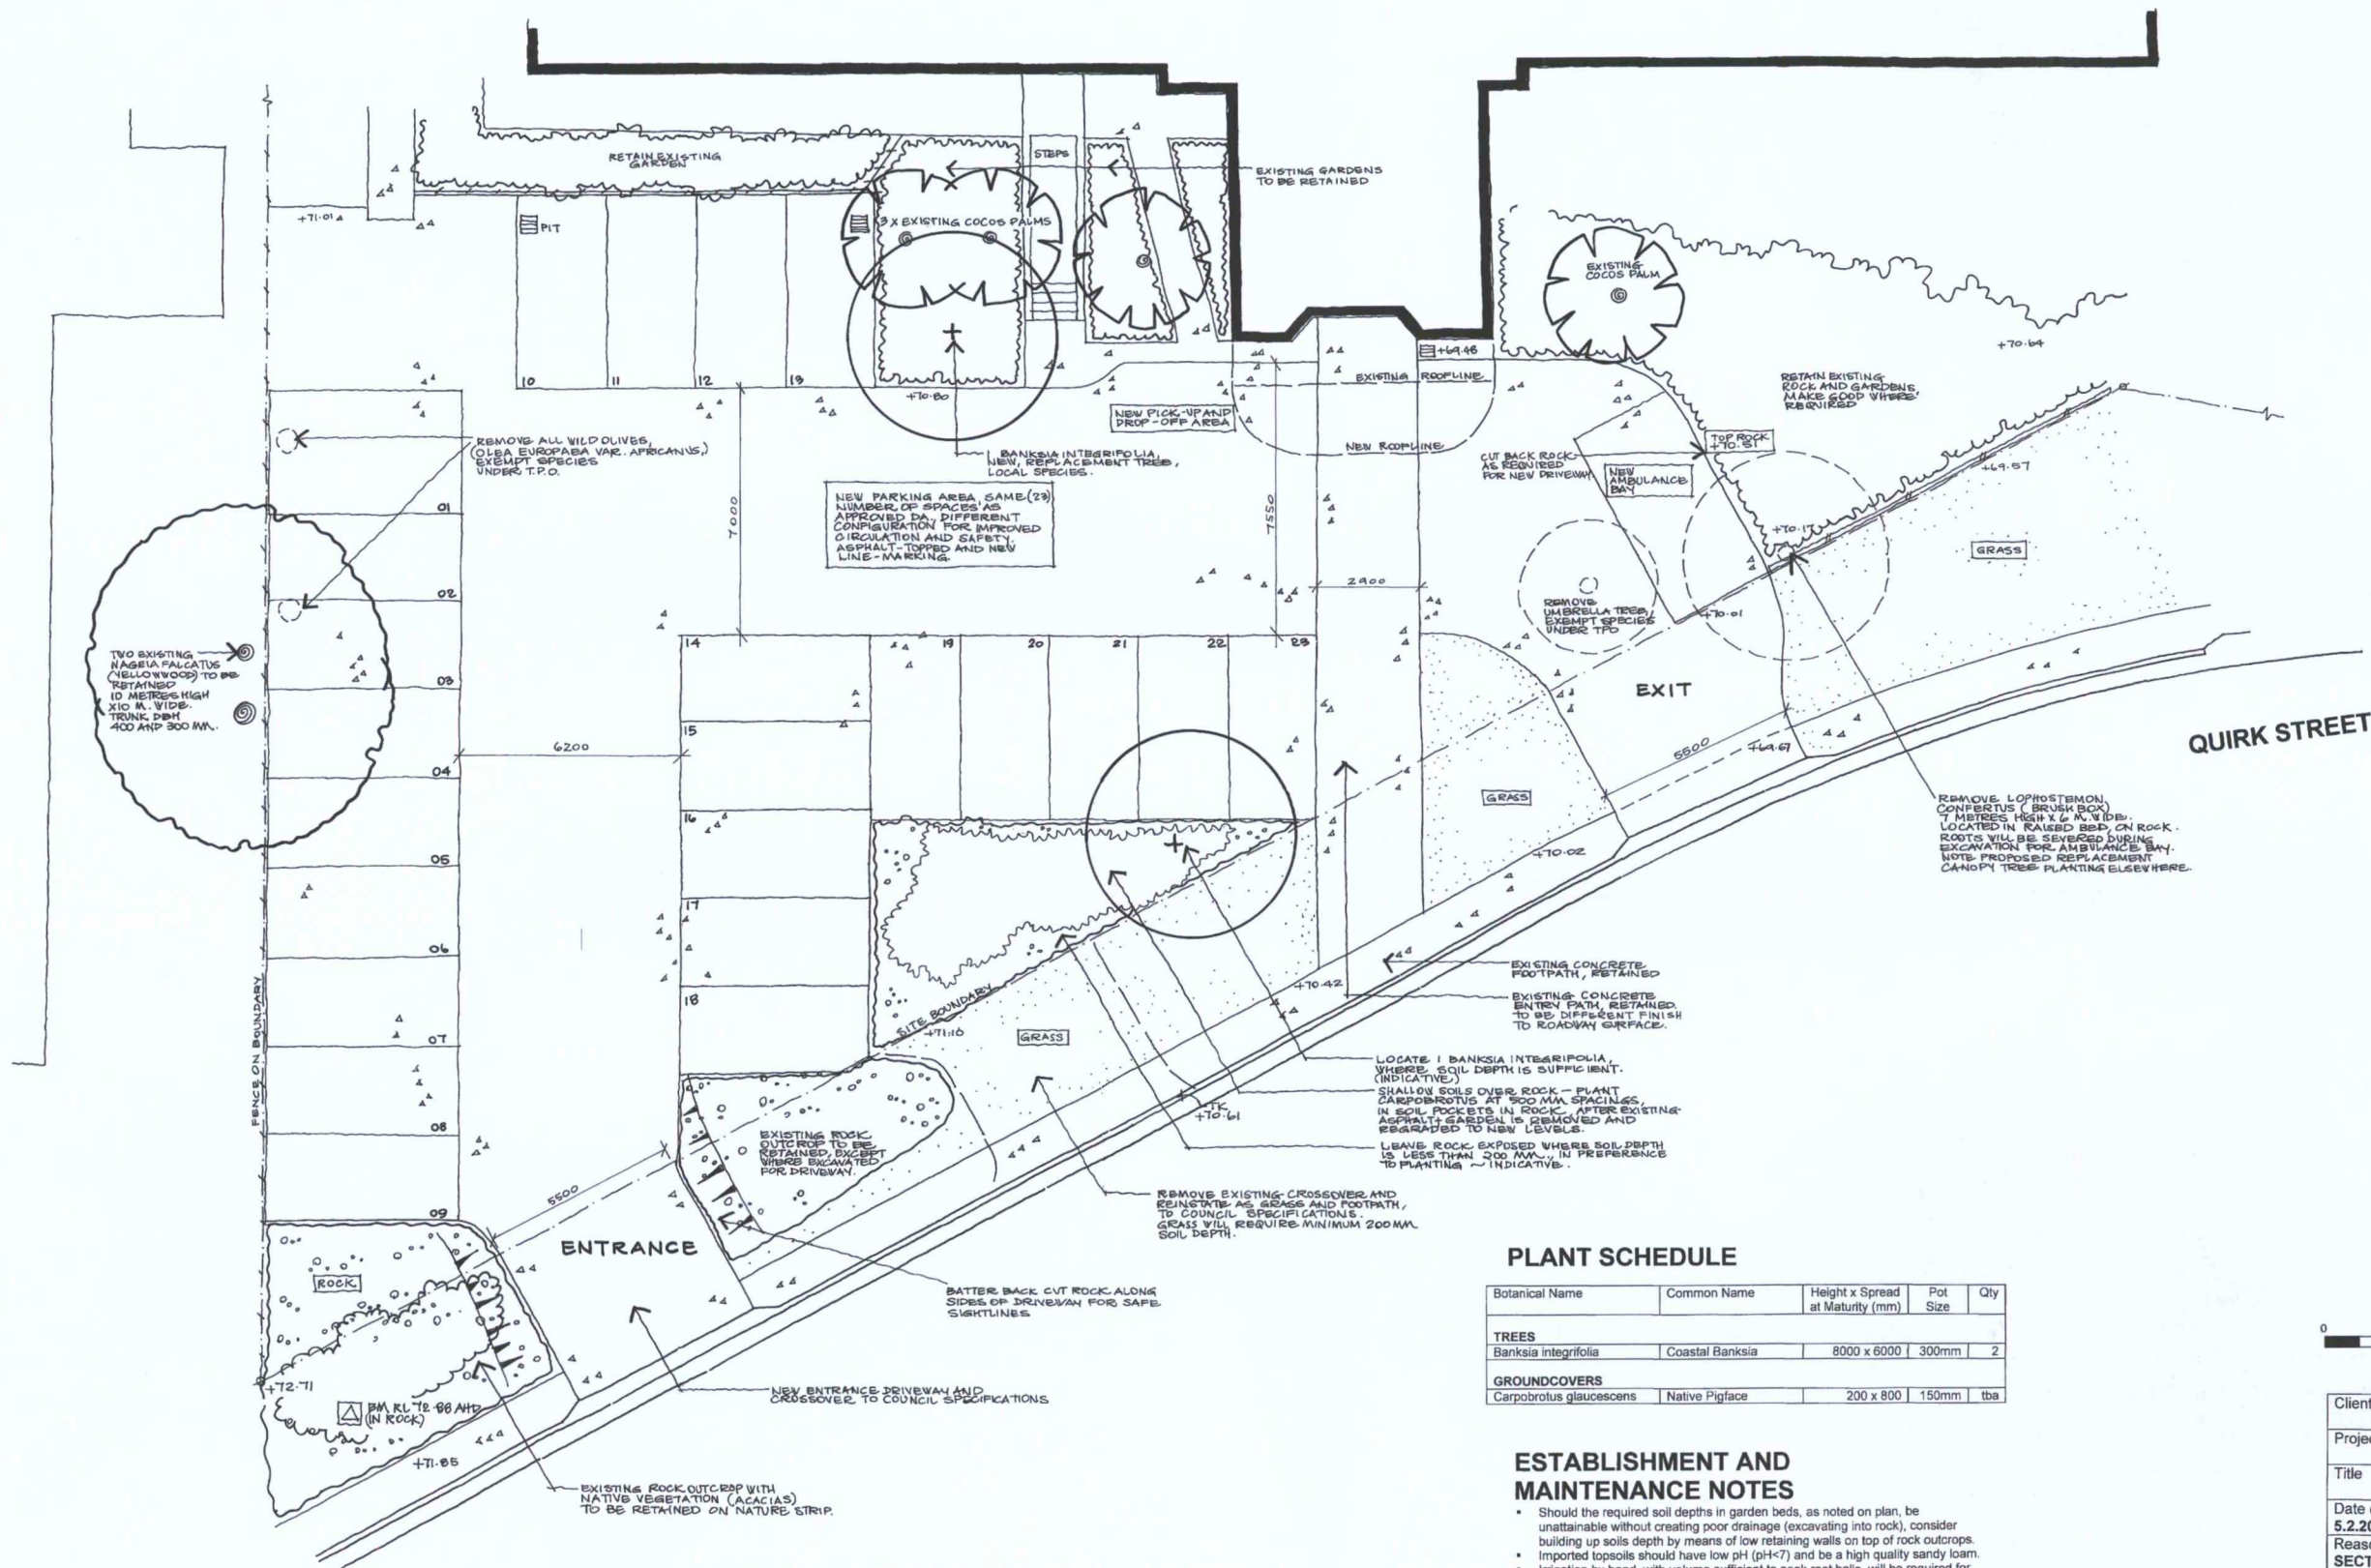 RETAIN EXISTING
GARDEN
STEPS
EXISTING GARDENS
TO BE RETAINED
+71.01
PIT
3 X EXISTING COCOS PALMS
EXISTING
COCOS PALM
+70.64
10
11
12
13
+70.80
+69.48
EXISTING ROOFLINE
NEW ROOFLINE
NEW PICK-UP AND
DROP-OFF AREA
RETAIN EXISTING
ROCK AND GARDENS,
MAKE GOOD WHERE
REQUIRED
TOP ROCK
+70.51
CUT BACK ROCK
AS REQUIRED
FOR NEW DRIVEWAY
NEW
AMBULANCE
BAY
+69.57
REMOVE ALL WILD OLIVES,
(OLEA EUROPAEA VAR. AFRICANUS,)
EXEMPT SPECIES
UNDER T.P.O.
1 BANKSIA INTEGRIFOLIA,
NEW, REPLACEMENT TREE,
LOCAL SPECIES.
NEW PARKING AREA, SAME (23)
NUMBER OF SPACES AS
APPROVED DA, DIFFERENT
CONFIGURATION FOR IMPROVED
CIRCULATION AND SAFETY.
ASPHALT-TOPPED AND NEW
LINE-MARKING.
7000
7550
2900
+70.17
GRASS
REMOVE
UMBRELLA TREE,
EXEMPT SPECIES
UNDER TPO
+70.01
01
02
03
04
05
06
07
08
09
TWO EXISTING
NAGEIA FALCATUS
(YELLOWWOOD) TO BE
RETAINED
10 METRES HIGH
X10 M. WIDE.
TRUNK DBH
400 AND 300 MM.
6200
14
15
16
17
18
19
20
21
22
23
EXIT
5500
+69.67
QUIRK STREET
GRASS
+70.02
REMOVE LOPHOSTEMON
CONFERTUS (BRUSH BOX)
7 METRES HIGH X 6 M. WIDE.
LOCATED IN RAISED BED, ON ROCK.
ROOTS WILL BE SEVERED DURING
EXCAVATION FOR AMBULANCE BAY.
NOTE PROPOSED REPLACEMENT
CANOPY TREE PLANTING ELSEWHERE.
FENCE ON BOUNDARY
SITE BOUNDARY
+71.10
GRASS
+70.42
TK
+70.61
EXISTING CONCRETE
FOOTPATH, RETAINED
EXISTING CONCRETE
ENTRY PATH, RETAINED.
TO BE DIFFERENT FINISH
TO ROADWAY SURFACE.
LOCATE 1 BANKSIA INTEGRIFOLIA,
WHERE SOIL DEPTH IS SUFFICIENT.
(INDICATIVE)
SHALLOW SOILS OVER ROCK - PLANT
CARPOBROTUS AT 500 MM SPACINGS,
IN SOIL POCKETS IN ROCK, AFTER EXISTING
ASPHALT + GARDEN IS REMOVED AND
REGRADED TO NEW LEVELS.
LEAVE ROCK EXPOSED WHERE SOIL DEPTH
IS LESS THAN 200 MM., IN PREFERENCE
TO PLANTING ~ INDICATIVE.
REMOVE EXISTING CROSSOVER AND
REINSTATE AS GRASS AND FOOTPATH,
TO COUNCIL SPECIFICATIONS.
GRASS WILL REQUIRE MINIMUM 200 MM
SOIL DEPTH.
EXISTING ROCK
OUTCROP TO BE
RETAINED, EXCEPT
WHERE EXCAVATED
FOR DRIVEWAY.
5500
ENTRANCE
ROCK
BATTER BACK CUT ROCK ALONG
SIDES OF DRIVEWAY FOR SAFE
SIGHTLINES
NEW ENTRANCE DRIVEWAY AND
CROSSOVER TO COUNCIL SPECIFICATIONS
+72.71
BM RL 72.88 AHD
(IN ROCK)
+71.85
EXISTING ROCK OUTCROP WITH
NATIVE VEGETATION (ACACIAS)
TO BE RETAINED ON NATURE STRIP.
PLANT SCHEDULE
Botanical Name Common Name Height x Spread at Maturity (mm) Pot Size Qty
TREES
Banksia integrifolia Coastal Banksia 8000 x 6000 300mm 2
GROUNDCOVERS
Carpobrotus glaucescens Native Pigface 200 x 800 150mm tba
ESTABLISHMENT AND
MAINTENANCE NOTES
▪ Should the required soil depths in garden beds, as noted on plan, be
unattainable without creating poor drainage (excavating into rock), consider
building up soils depth by means of low retaining walls on top of rock outcrops.
▪ Imported topsoils should have low pH (pH<7) and be a high quality sandy loam.
0
Client
Title
5.2.20